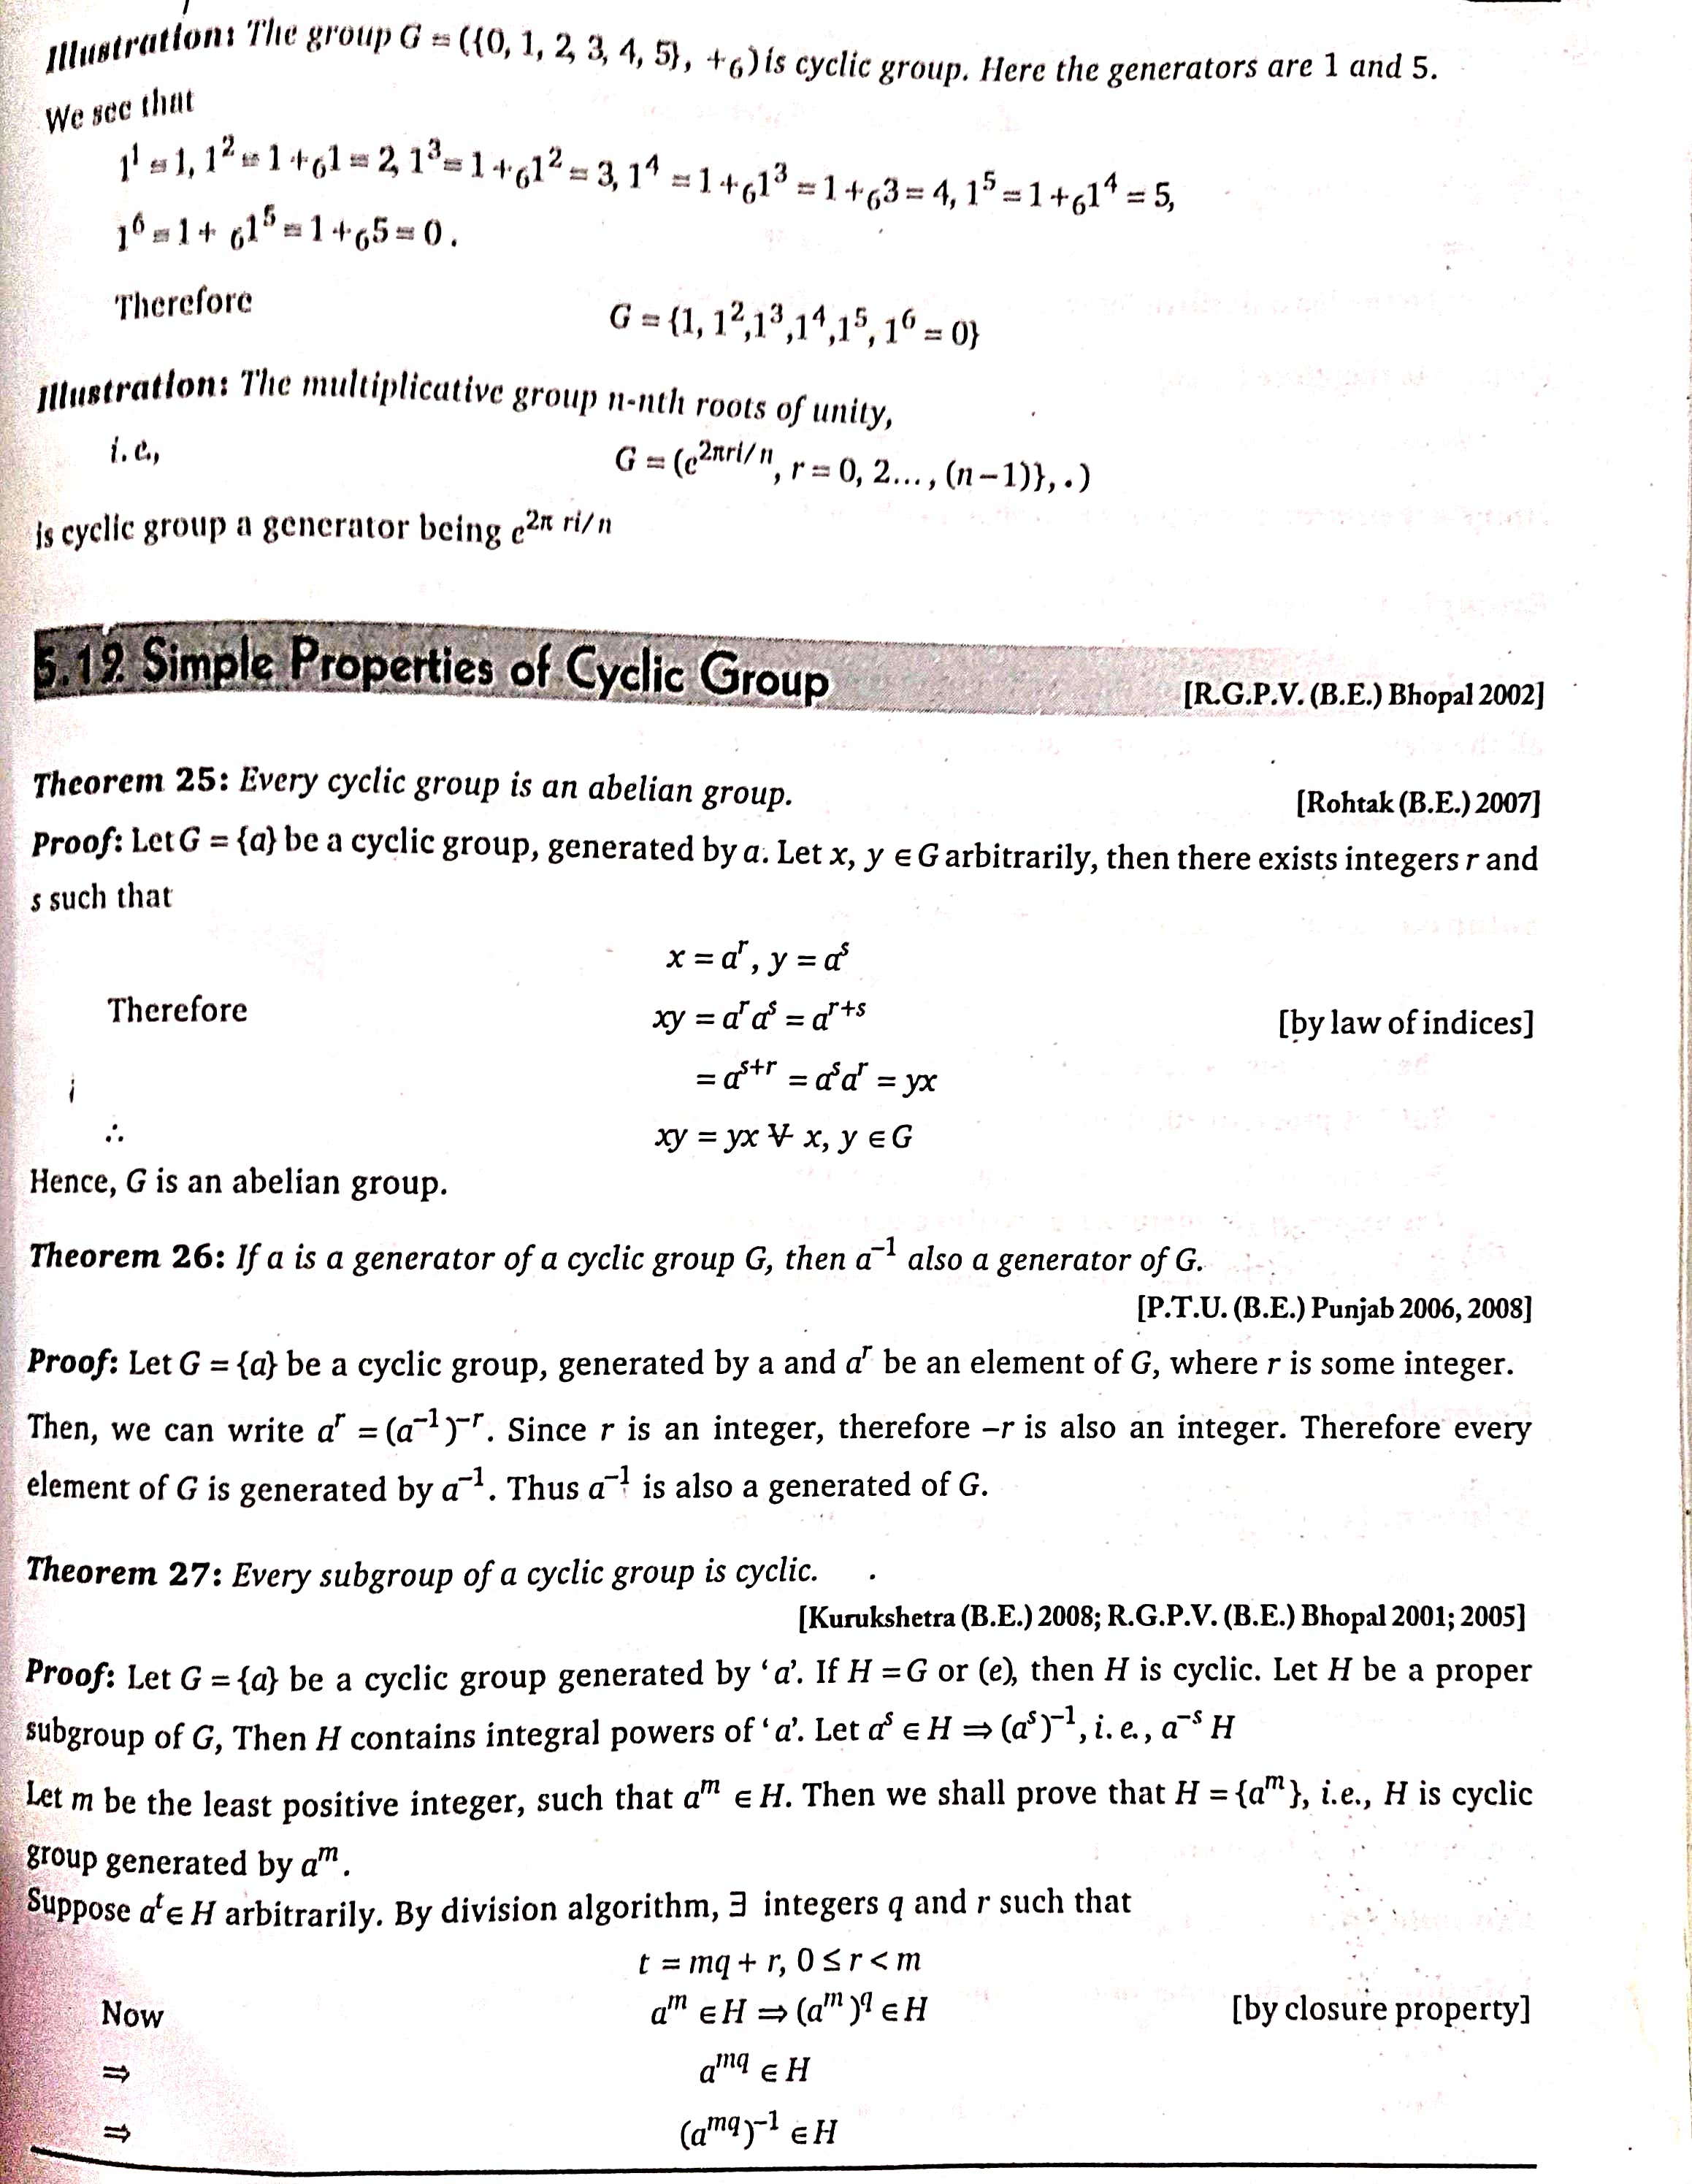 Illustration: The group G = ({0, 1, 2, 3, 4, 5}, +₆) is cyclic group. Here the generators are 1 and 5.
We see that
1¹ = 1, 1² = 1 +₆ 1 = 2, 1³ = 1 +₆ 1² = 3, 1⁴ = 1 +₆ 1³ = 1 +₆ 3 = 4, 1⁵ = 1 +₆ 1⁴ = 5,
1⁶ = 1 + ₆1⁵ = 1 +₆ 5 = 0.
Therefore G = {1, 1², 1³, 1⁴, 1⁵, 1⁶ = 0}
Illustration: The multiplicative group n-nth roots of unity,
i.e., G = (e^{2πri/n}, r = 0, 2..., (n−1)}, .)
is cyclic group a generator being e^{2π ri/n}
5.12 Simple Properties of Cyclic Group
[R.G.P.V. (B.E.) Bhopal 2002]
Theorem 25: Every cyclic group is an abelian group. [Rohtak (B.E.) 2007]
Proof: Let G = {a} be a cyclic group, generated by a. Let x, y ∈ G arbitrarily, then there exists integers r and
s such that
x = a^r, y = a^s
Therefore xy = a^r a^s = a^{r+s} [by law of indices]
= a^{s+r} = a^s a^r = yx
∴ xy = yx ∀ x, y ∈ G
Hence, G is an abelian group.
Theorem 26: If a is a generator of a cyclic group G, then a⁻¹ also a generator of G.
[P.T.U. (B.E.) Punjab 2006, 2008]
Proof: Let G = {a} be a cyclic group, generated by a and a^r be an element of G, where r is some integer.
Then, we can write a^r = (a⁻¹)^{−r}. Since r is an integer, therefore −r is also an integer. Therefore every
element of G is generated by a⁻¹. Thus a⁻¹ is also a generated of G.
Theorem 27: Every subgroup of a cyclic group is cyclic.
[Kurukshetra (B.E.) 2008; R.G.P.V. (B.E.) Bhopal 2001; 2005]
Proof: Let G = {a} be a cyclic group generated by ‘a’. If H = G or (e), then H is cyclic. Let H be a proper
subgroup of G, Then H contains integral powers of ‘a’. Let a^s ∈ H ⇒ (a^s)⁻¹, i.e., a^{−s} H
Let m be the least positive integer, such that a^m ∈ H. Then we shall prove that H = {a^m}, i.e., H is cyclic
group generated by a^m.
Suppose a^t ∈ H arbitrarily. By division algorithm, ∃ integers q and r such that
t = mq + r, 0 ≤ r < m
Now a^m ∈ H ⇒ (a^m)^q ∈ H [by closure property]
⇒ a^{mq} ∈ H
⇒ (a^{mq})⁻¹ ∈ H